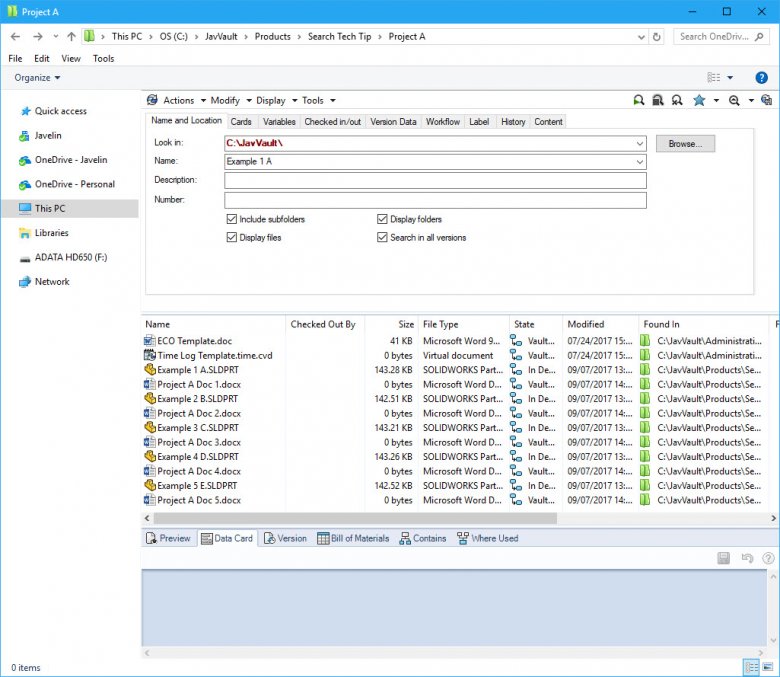 Project A
This PC > OS (C:) > JavVault > Products > Search Tech Tip > Project A
Search OneDriv...
File Edit View Tools
Organize
Quick access
Javelin
OneDrive - Javelin
OneDrive - Personal
This PC
Libraries
ADATA HD650 (F:)
Network
Actions Modify Display Tools
Name and Location Cards Variables Checked in/out Version Data Workflow Label History Content
Look in: C:\JavVault\ Browse...
Name: Example 1 A
Description:
Number:
Include subfolders Display folders
Display files Search in all versions
Name Checked Out By Size File Type State Modified Found In F
ECO Template.doc 41 KB Microsoft Word 9... Vault... 07/24/2017 15:... C:\JavVault\Administrati...
Time Log Template.time.cvd 0 bytes Virtual document Vault... 07/24/2017 15:... C:\JavVault\Administrati...
Example 1 A.SLDPRT 143.28 KB SOLIDWORKS Part... In De... 09/07/2017 13:... C:\JavVault\Products\Se...
Project A Doc 1.docx 0 bytes Microsoft Word D... Vault... 09/07/2017 14:... C:\JavVault\Products\Se...
Example 2 B.SLDPRT 142.51 KB SOLIDWORKS Part... In De... 09/07/2017 13:... C:\JavVault\Products\Se...
Project A Doc 2.docx 0 bytes Microsoft Word D... Vault... 09/07/2017 14:... C:\JavVault\Products\Se...
Example 3 C.SLDPRT 143.21 KB SOLIDWORKS Part... In De... 09/07/2017 13:... C:\JavVault\Products\Se...
Project A Doc 3.docx 0 bytes Microsoft Word D... Vault... 09/07/2017 14:... C:\JavVault\Products\Se...
Example 4 D.SLDPRT 143.26 KB SOLIDWORKS Part... In De... 09/07/2017 13:... C:\JavVault\Products\Se...
Project A Doc 4.docx 0 bytes Microsoft Word D... Vault... 09/07/2017 14:... C:\JavVault\Products\Se...
Example 5 E.SLDPRT 142.52 KB SOLIDWORKS Part... In De... 09/07/2017 13:... C:\JavVault\Products\Se...
Project A Doc 5.docx 0 bytes Microsoft Word D... Vault... 09/07/2017 14:... C:\JavVault\Products\Se...
Preview Data Card Version Bill of Materials Contains Where Used
0 items